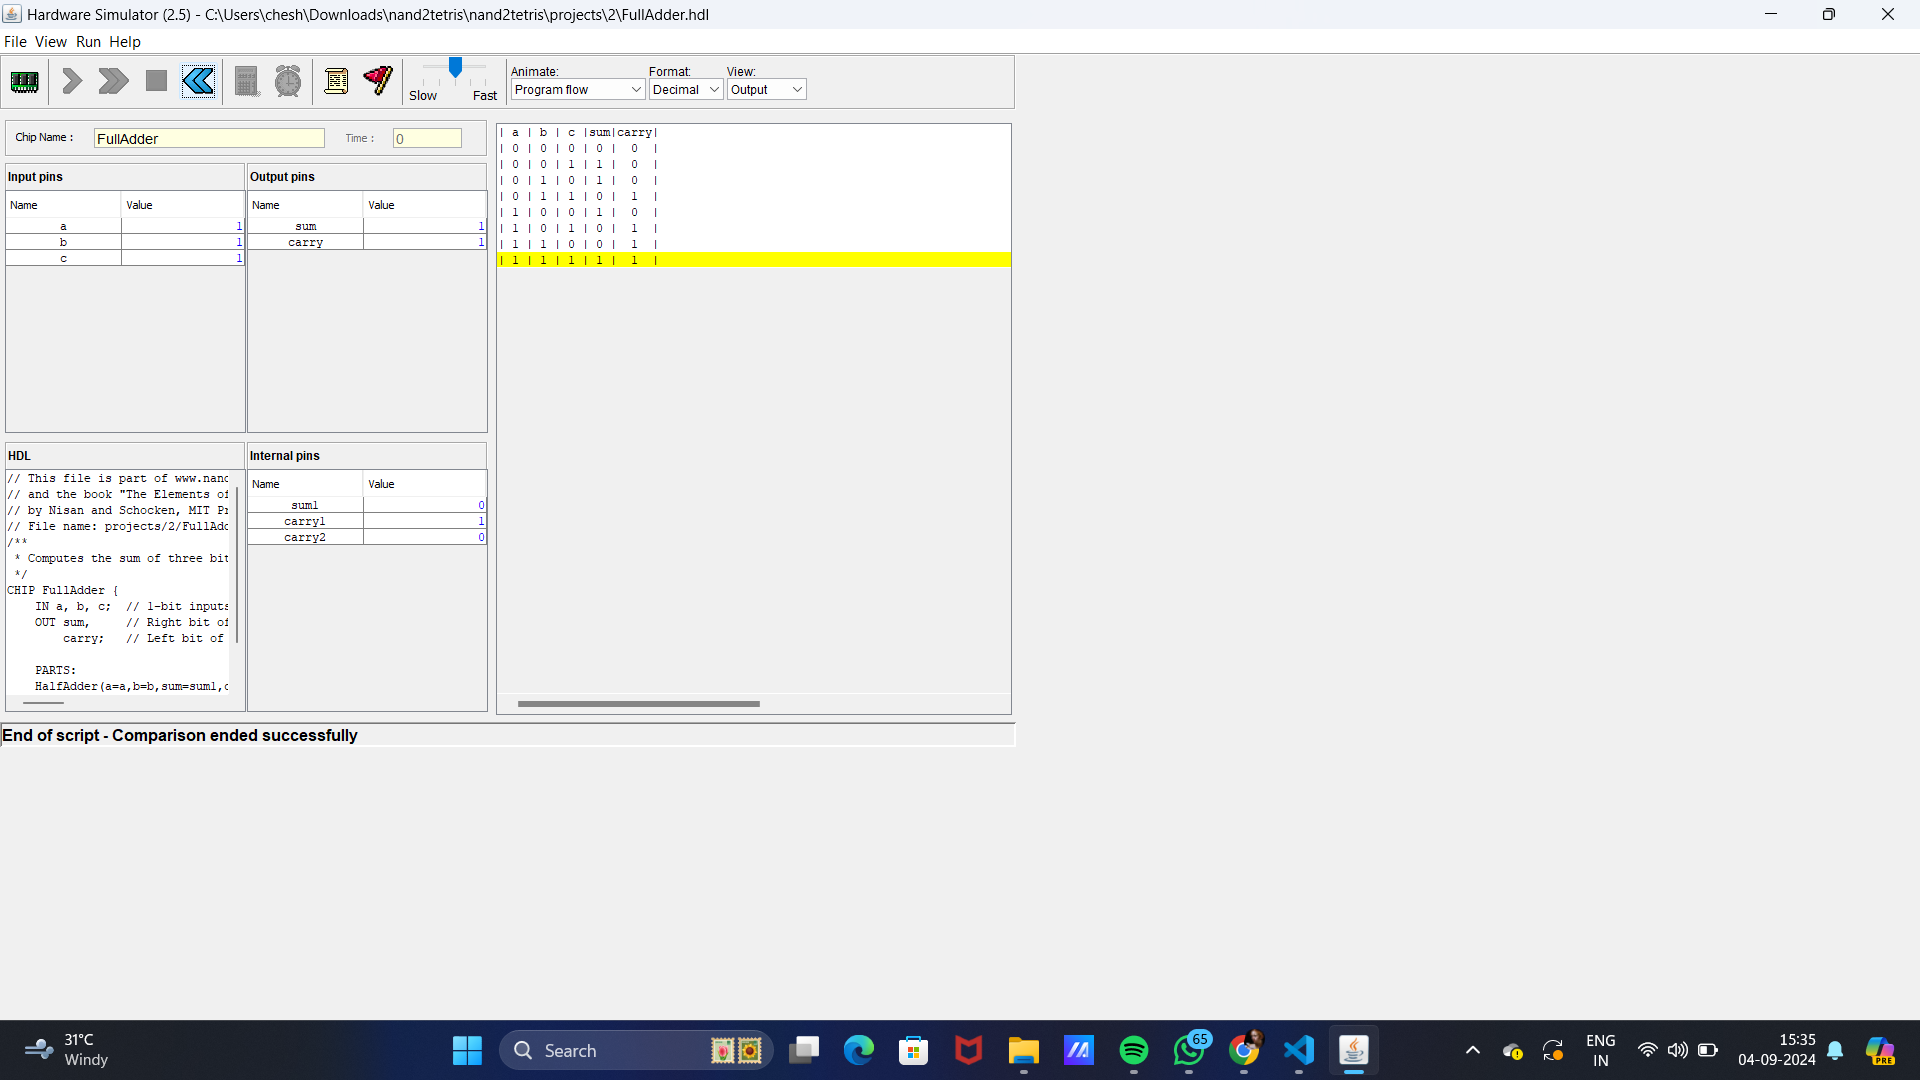 Hardware Simulator (2.5) - C:\Users\chesh\Downloads\nand2tetris\nand2tetris\projects\2\FullAdder.hdl
File View Run Help
Slow Fast
Animate: Format: View:
Program flow Decimal Output
Chip Name : FullAdder Time : 0
Input pins
Name Value
a 1
b 1
c 1
Output pins
Name Value
sum 1
carry 1
HDL
// This file is part of www.nand
// and the book "The Elements of
// by Nisan and Schocken, MIT Pr
// File name: projects/2/FullAdd
/**
* Computes the sum of three bit
*/
CHIP FullAdder {
IN a, b, c; // 1-bit inputs
OUT sum, // Right bit of
carry; // Left bit of
PARTS:
HalfAdder(a=a,b=b,sum=sum1,c
Internal pins
Name Value
sum1 0
carry1 1
carry2 0
| a | b | c |sum|carry|
| 0 | 0 | 0 | 0 | 0 |
| 0 | 0 | 1 | 1 | 0 |
| 0 | 1 | 0 | 1 | 0 |
| 0 | 1 | 1 | 0 | 1 |
| 1 | 0 | 0 | 1 | 0 |
| 1 | 0 | 1 | 0 | 1 |
| 1 | 1 | 0 | 0 | 1 |
| 1 | 1 | 1 | 1 | 1 |
End of script - Comparison ended successfully
31°C
Windy
Search
65
ENG
IN
15:35
04-09-2024
PRE